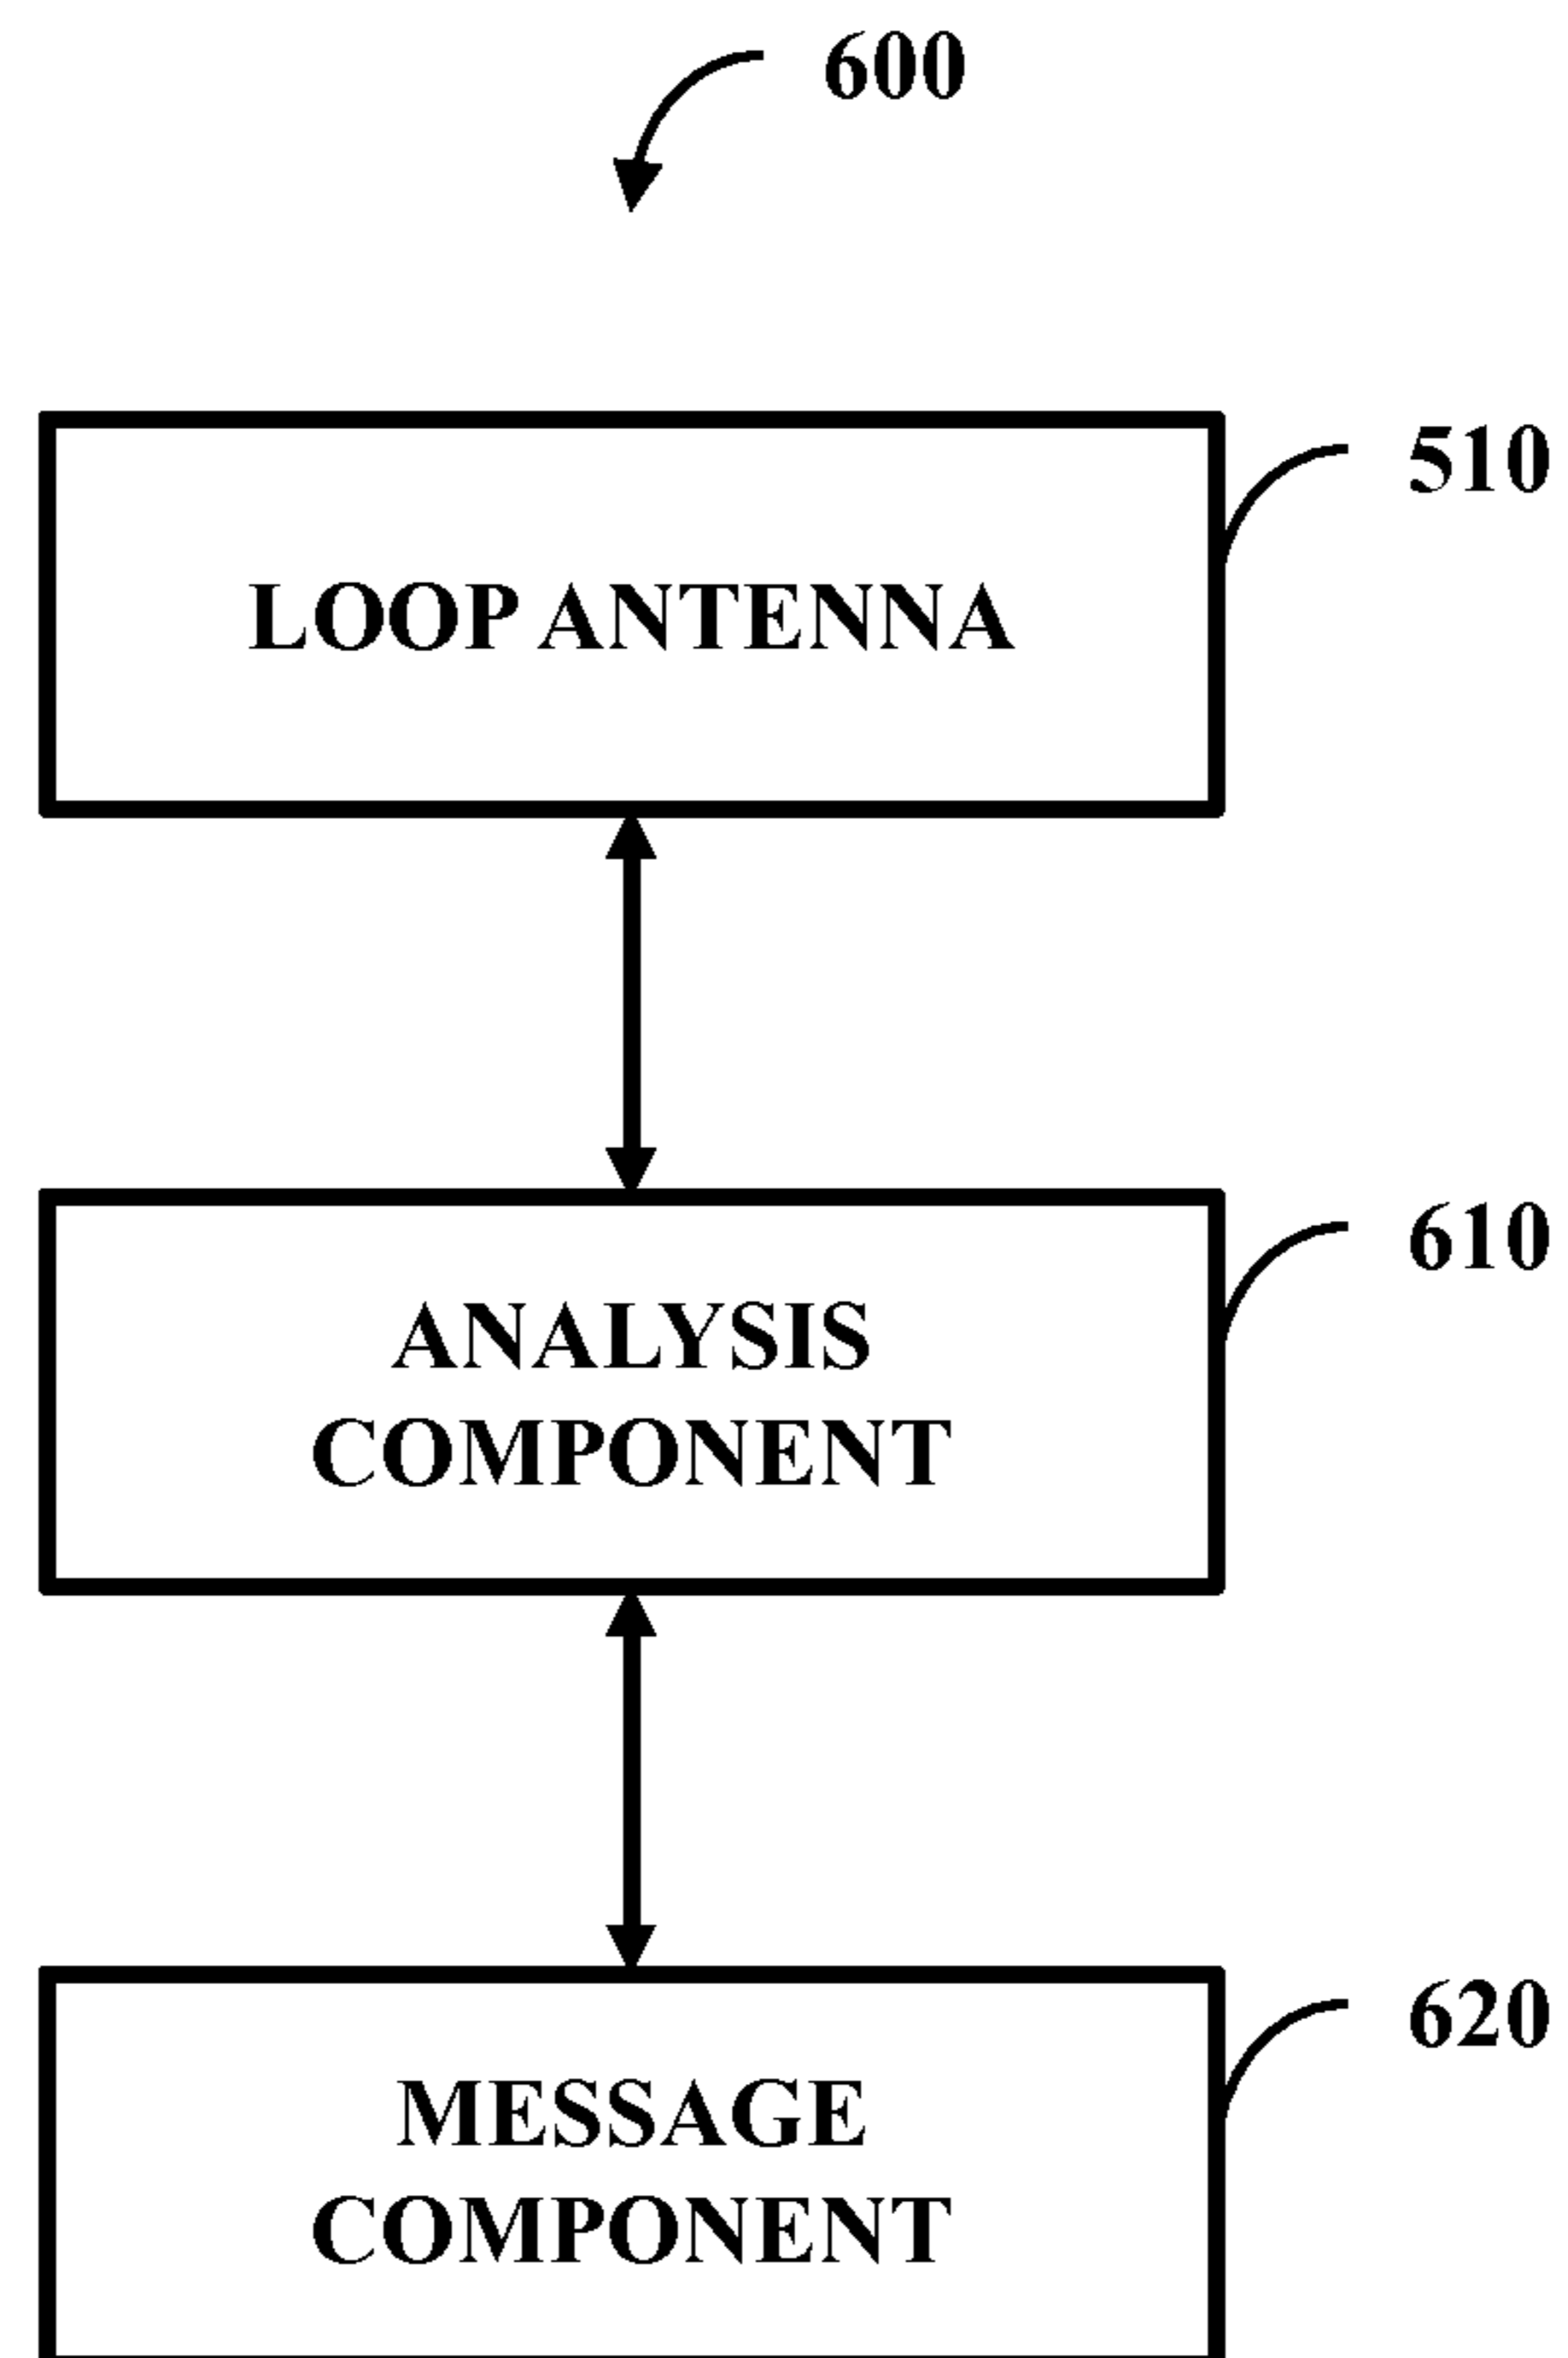 600
510
LOOP ANTENNA
610
ANALYSIS
COMPONENT
620
MESSAGE
COMPONENT